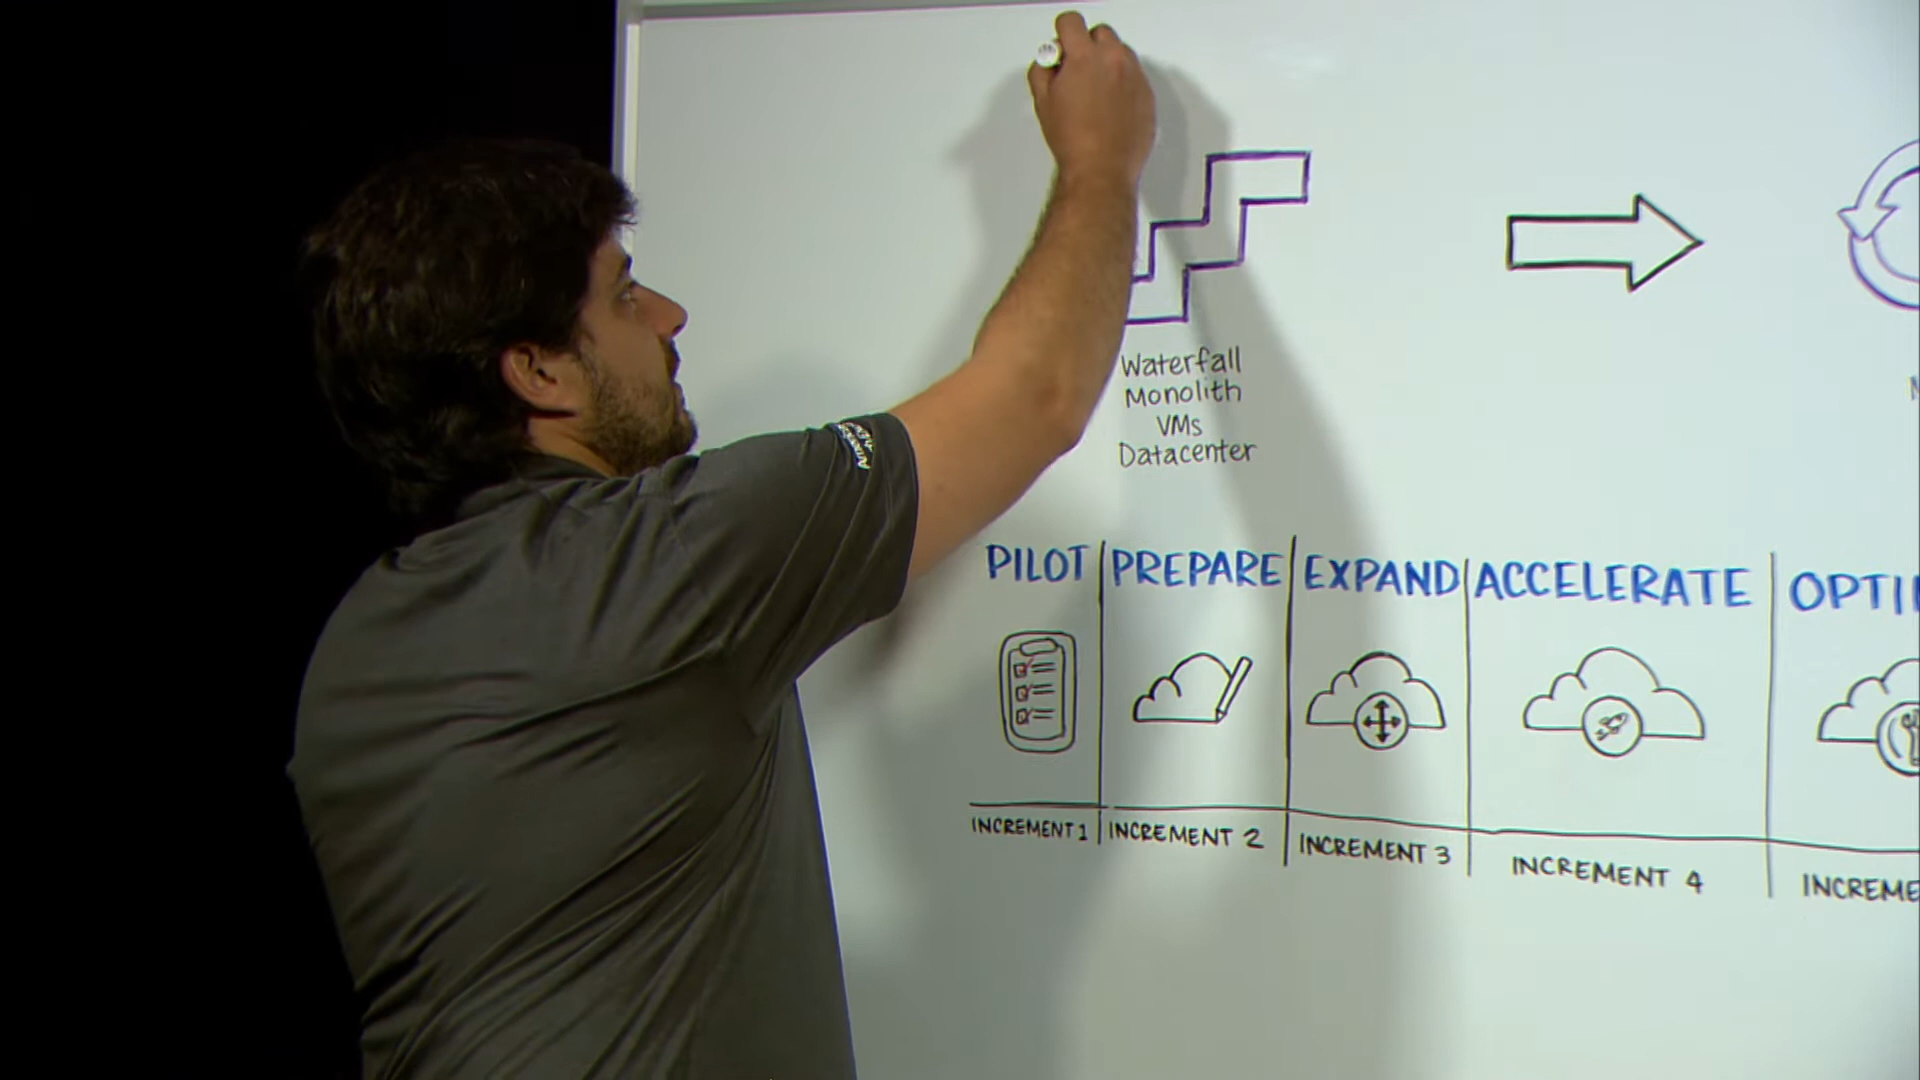 Waterfall
Monolith
VMs
Datacenter
PILOT PREPARE EXPAND ACCELERATE
INCREMENT 1 INCREMENT 2 INCREMENT 3 INCREMENT 4